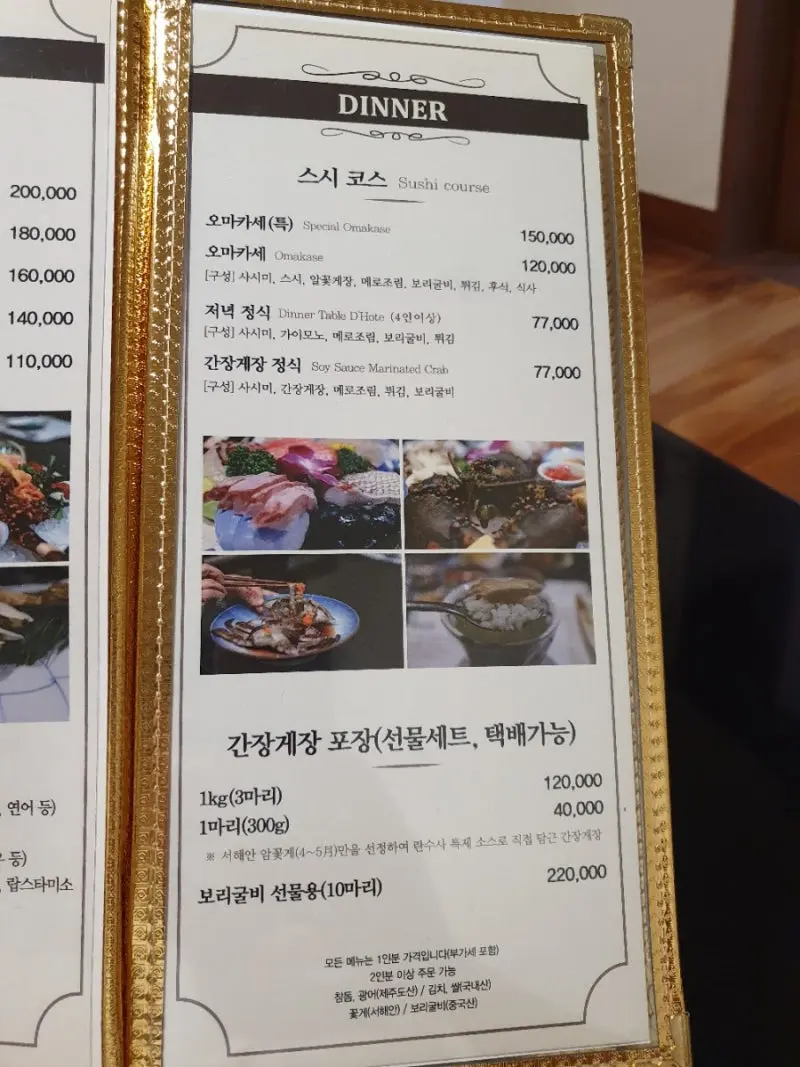 200,000
180,000
160,000
140,000
110,000
, 연어 등)
등)
, 랍스타미소
DINNER
스시 코스 Sushi course
오마카세(특) Special Omakase 150,000
오마카세 Omakase 120,000
[구성] 사시미, 스시, 암꽃게장, 메로조림, 보리굴비, 튀김, 후식, 식사
저녁 정식 Dinner Table D'Hote (4인이상) 77,000
[구성] 사시미, 가이모노, 메로조림, 보리굴비, 튀김
간장게장 정식 Soy Sauce Marinated Crab 77,000
[구성] 사시미, 간장게장, 메로조림, 튀김, 보리굴비
간장게장 포장(선물세트, 택배가능)
1kg(3마리) 120,000
1마리(300g) 40,000
※ 서해안 암꽃게(4~5月)만을 선정하여 란수사 특제 소스로 직접 담근 간장게장
보리굴비 선물용(10마리) 220,000
모든 메뉴는 1인분 가격입니다(부가세 포함)
2인분 이상 주문 가능
참돔, 광어(제주도산) / 김치, 쌀(국내산)
꽃게(서해안) / 보리굴비(중국산)